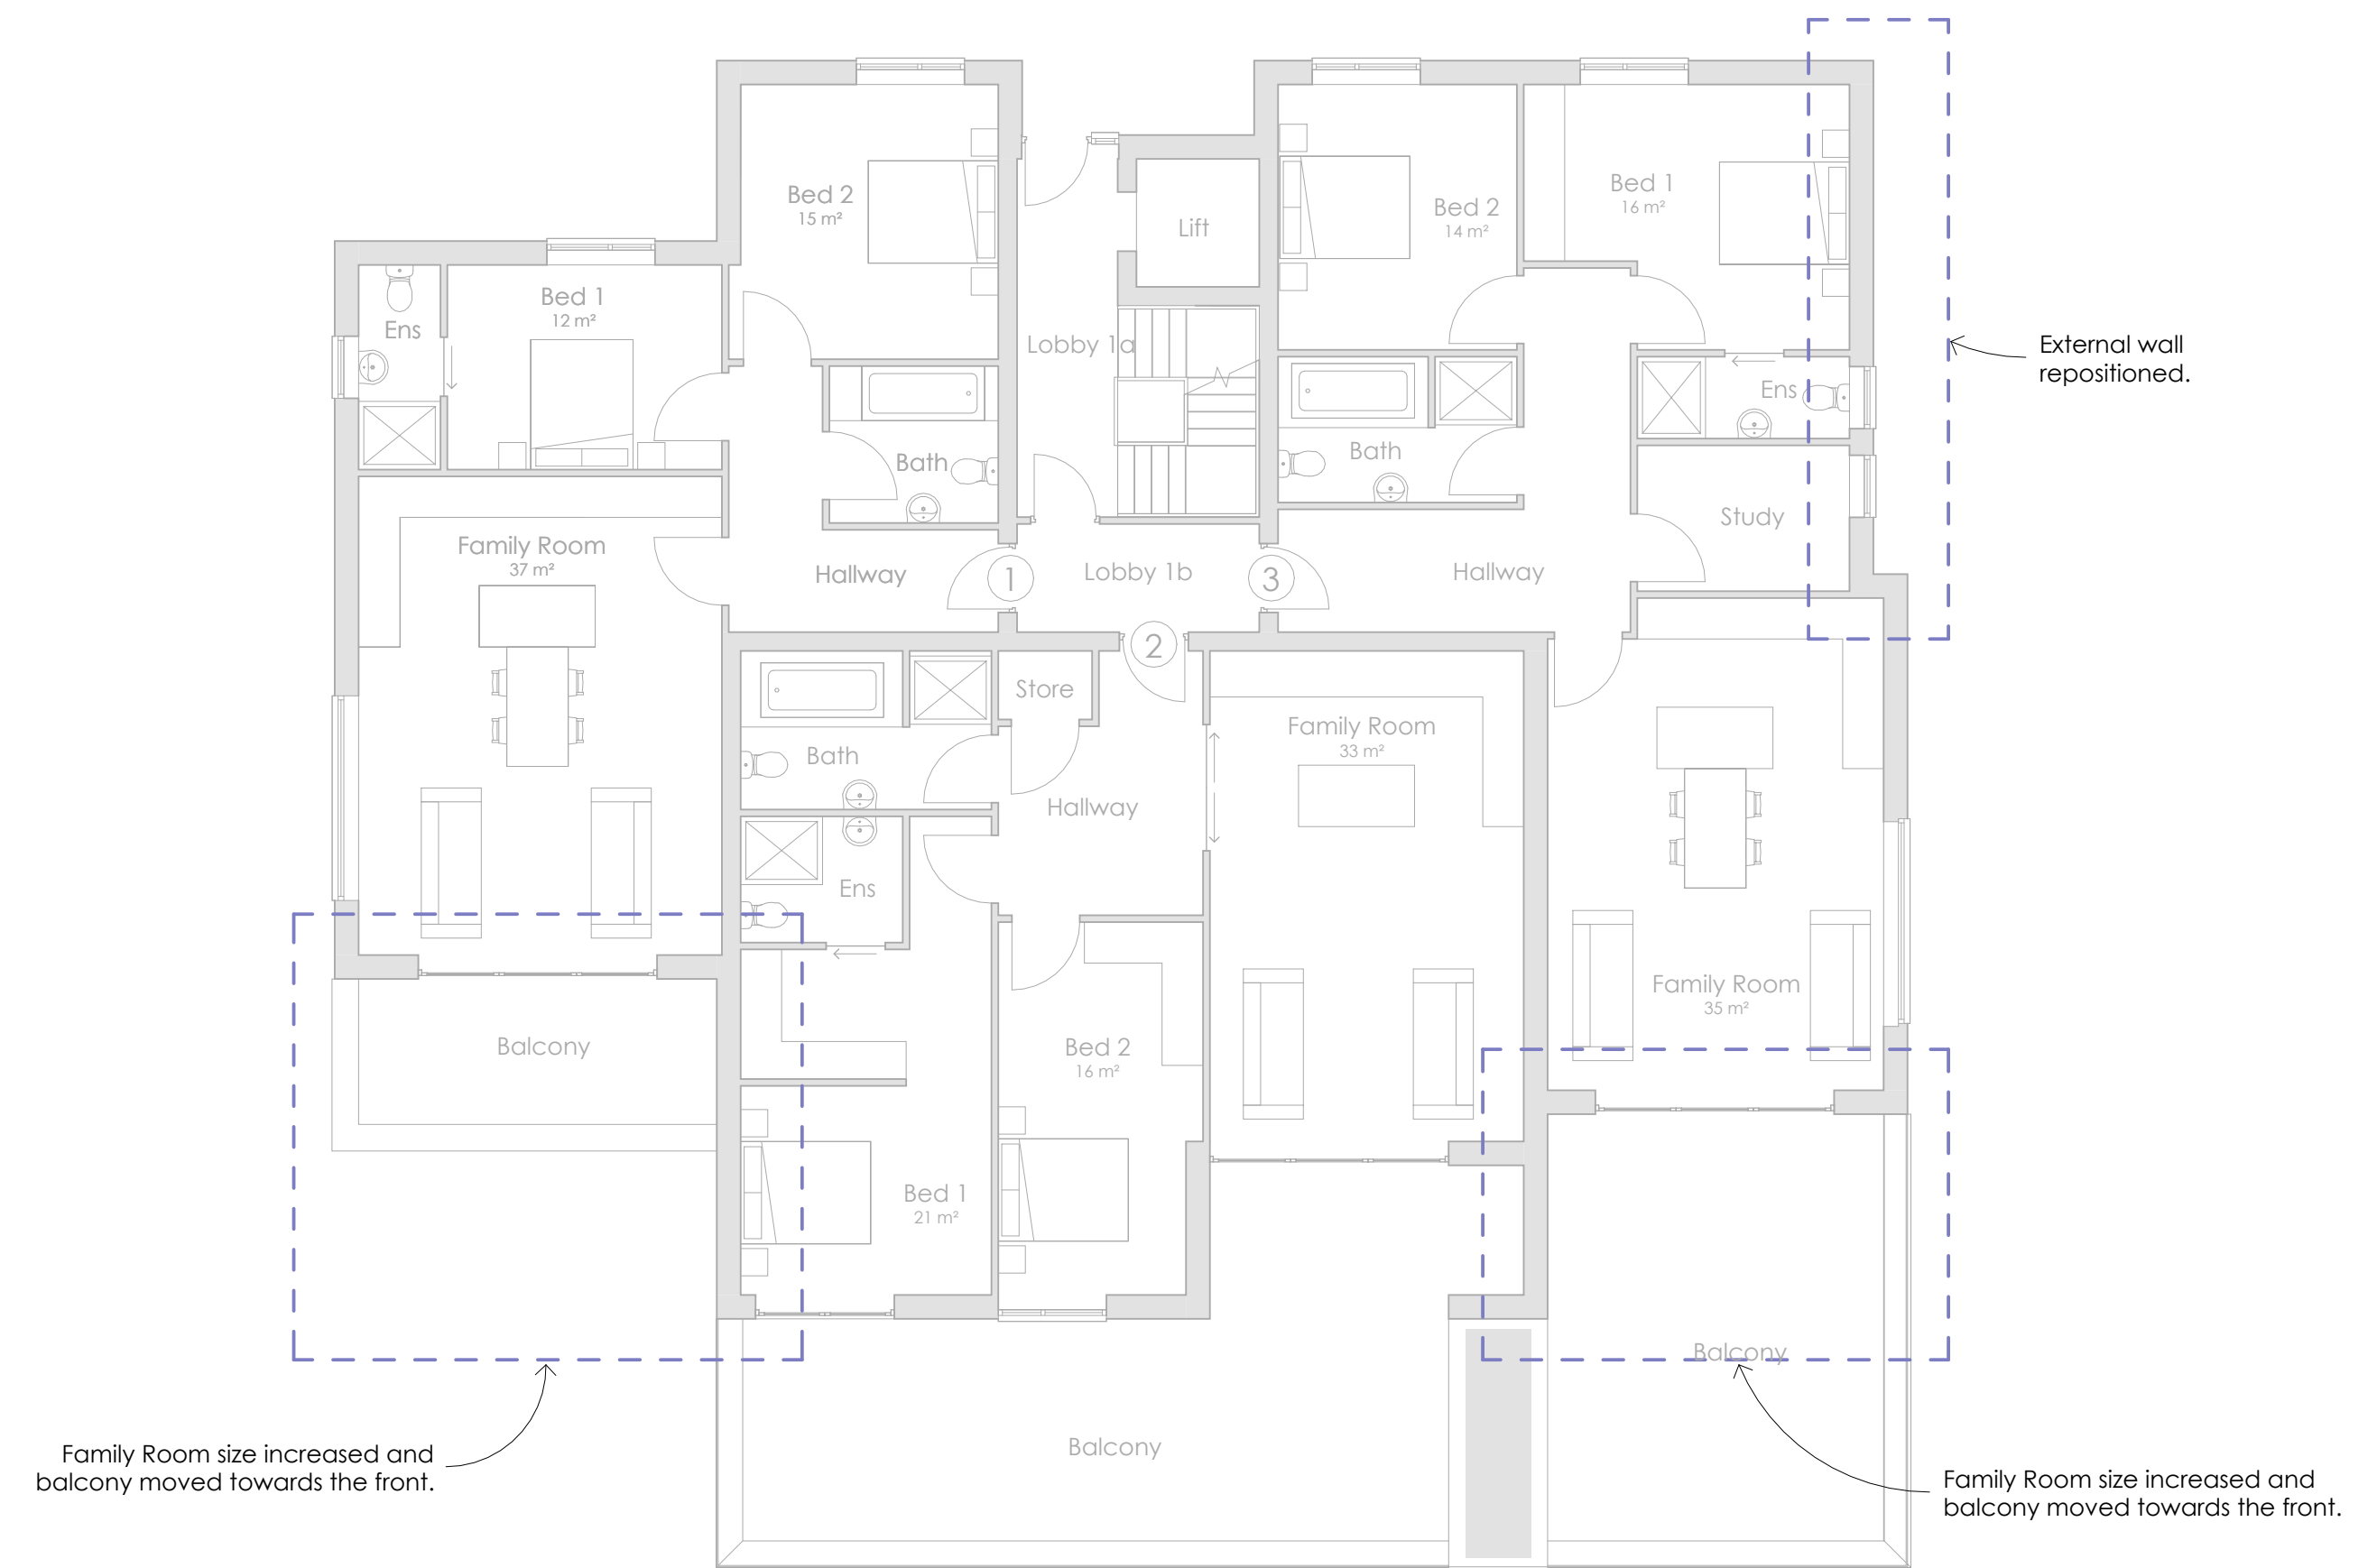 Bed 2
15 m²
Lift
Bed 2
14 m²
Bed 1
16 m²
Ens
Bed 1
12 m²
Lobby 1a
External wall
repositioned.
Ens
Bath
Bath
Study
Family Room
37 m²
Hallway
1
Lobby 1b
3
Hallway
2
Store
Family Room
33 m²
Bath
Hallway
Ens
Family Room
35 m²
Balcony
Bed 2
16 m²
Bed 1
21 m²
Balcony
Balcony
Family Room size increased and
balcony moved towards the front.
Family Room size increased and
balcony moved towards the front.